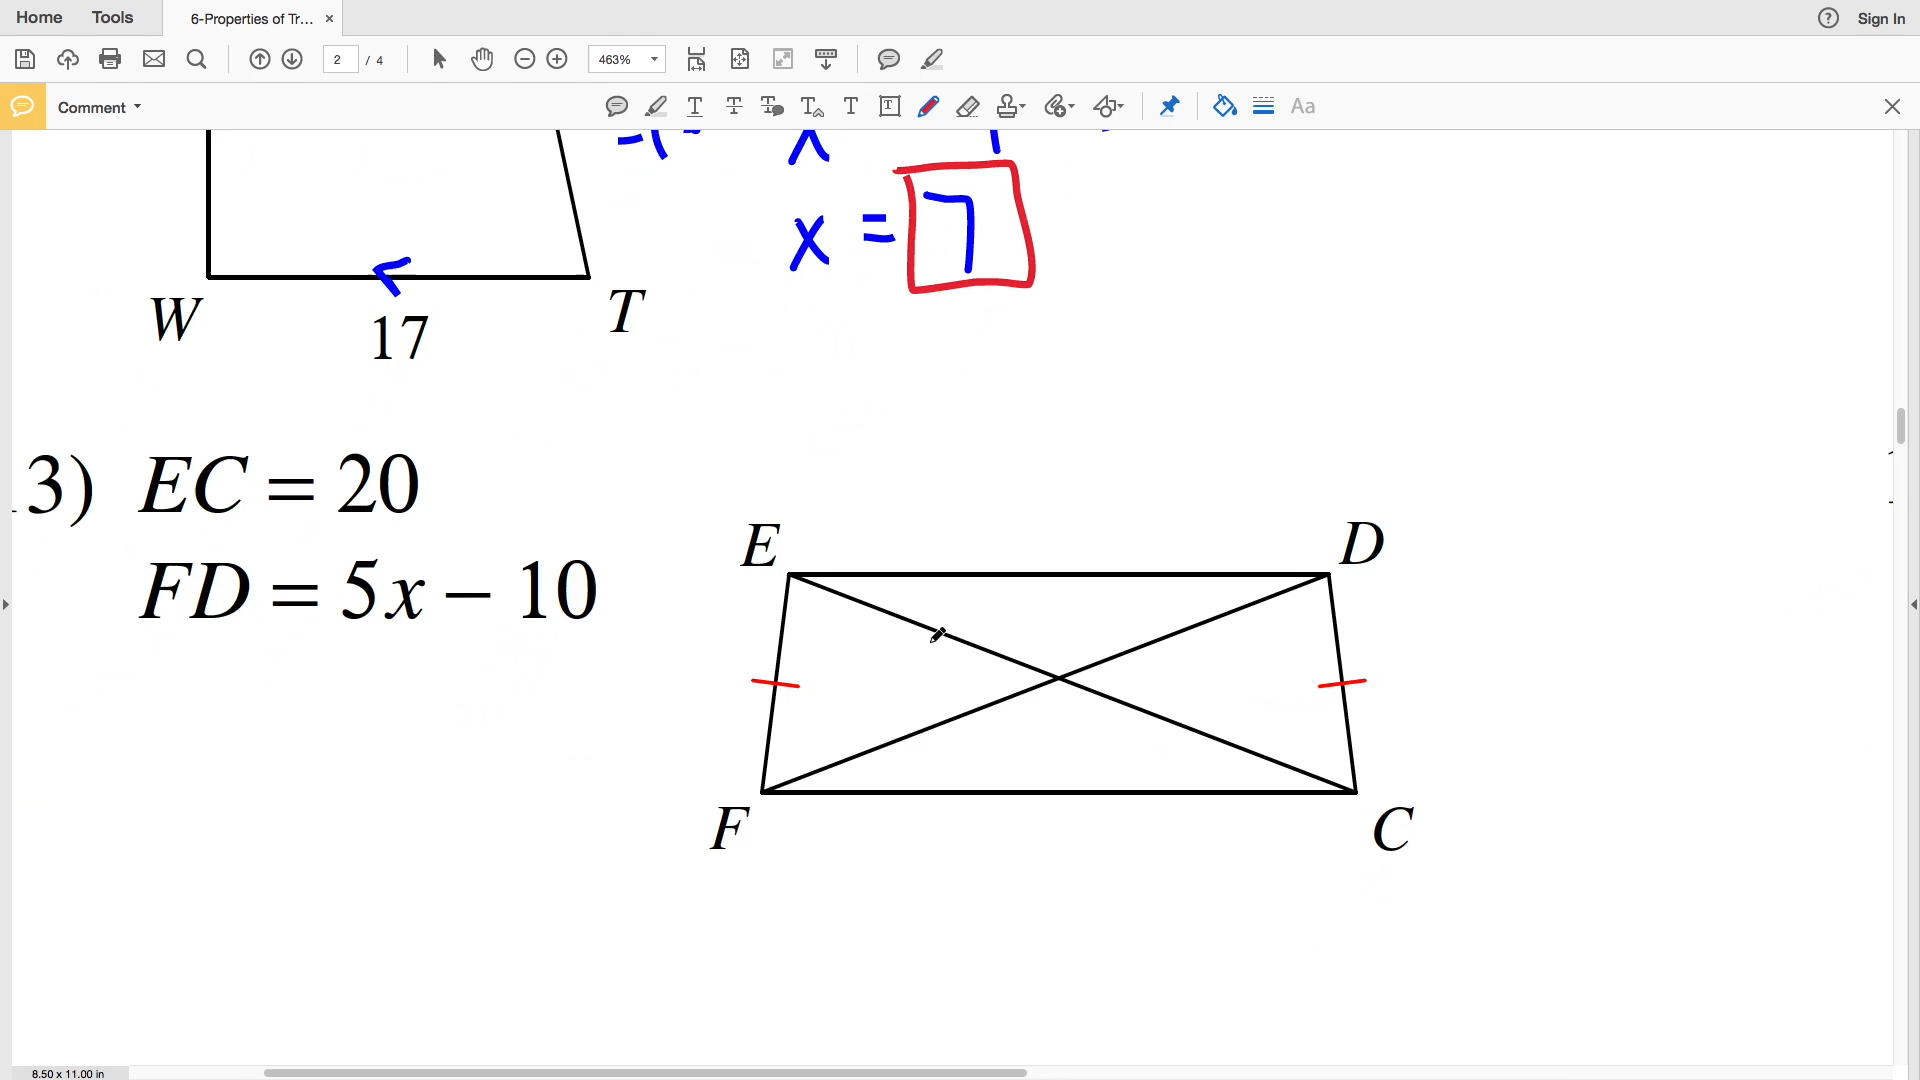 Home Tools 6-Properties of Tr... × Sign In
2 / 4 463%
Comment Aa
x = 7
W T
17
3) EC = 20
FD = 5x − 10
E D
F C
8.50 x 11.00 in